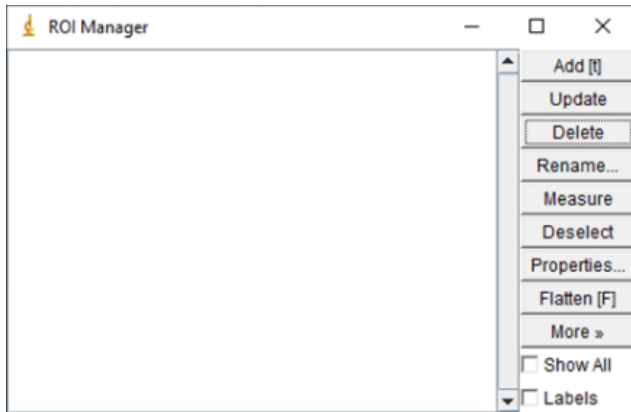 ROI Manager
Add [t]
Update
Delete
Rename...
Measure
Deselect
Properties...
Flatten [F]
More »
Show All
Labels